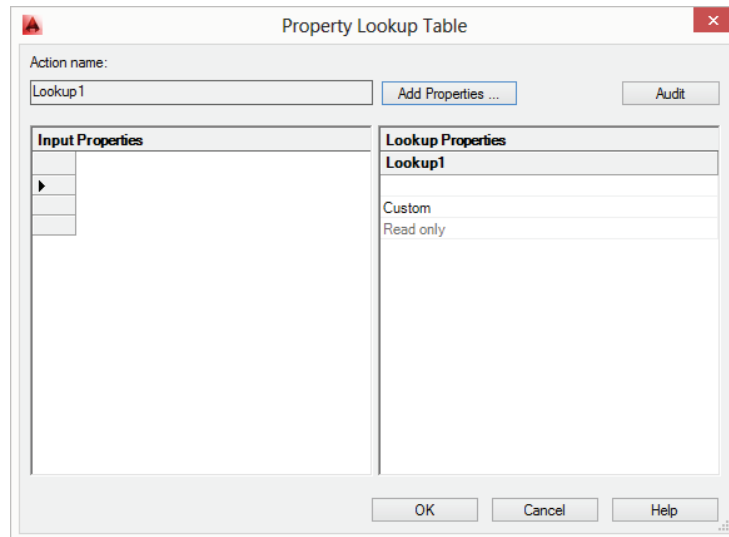 Property Lookup Table
Action name:
Lookup1
Add Properties ...
Audit
Input Properties
Lookup Properties
Lookup1
Custom
Read only
OK
Cancel
Help